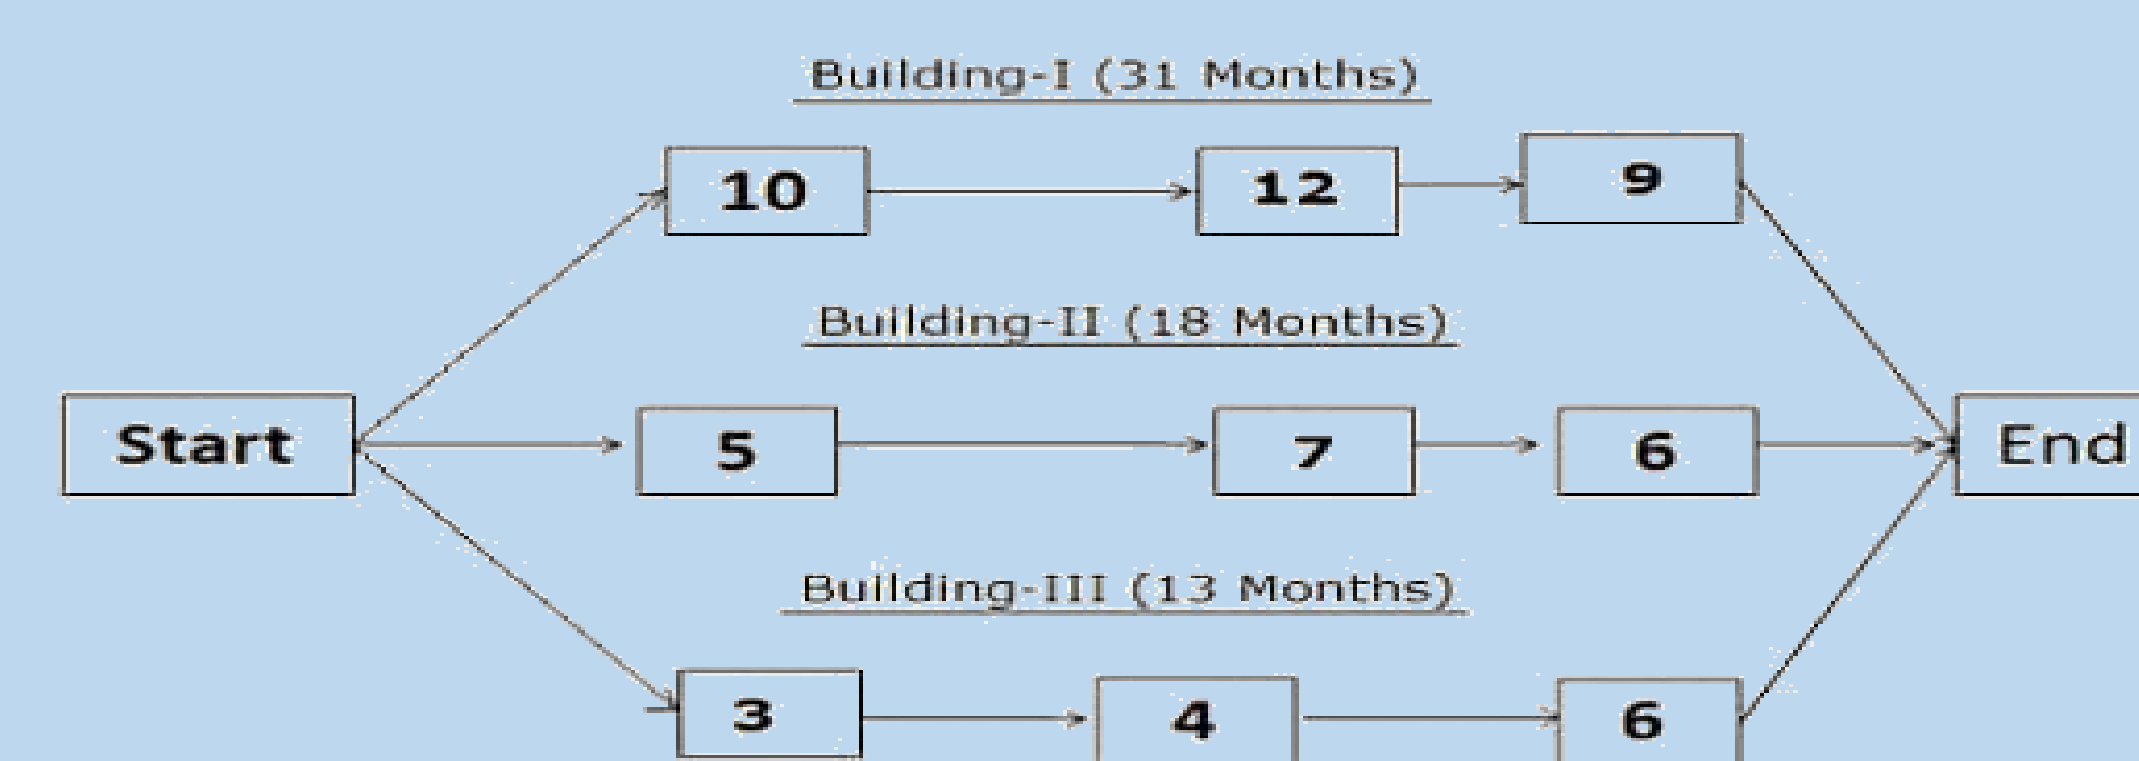 Building-I (31 Months)
10 12 9
Building-II (18 Months)
Start 5 7 6 End
Building-III (13 Months)
3 4 6